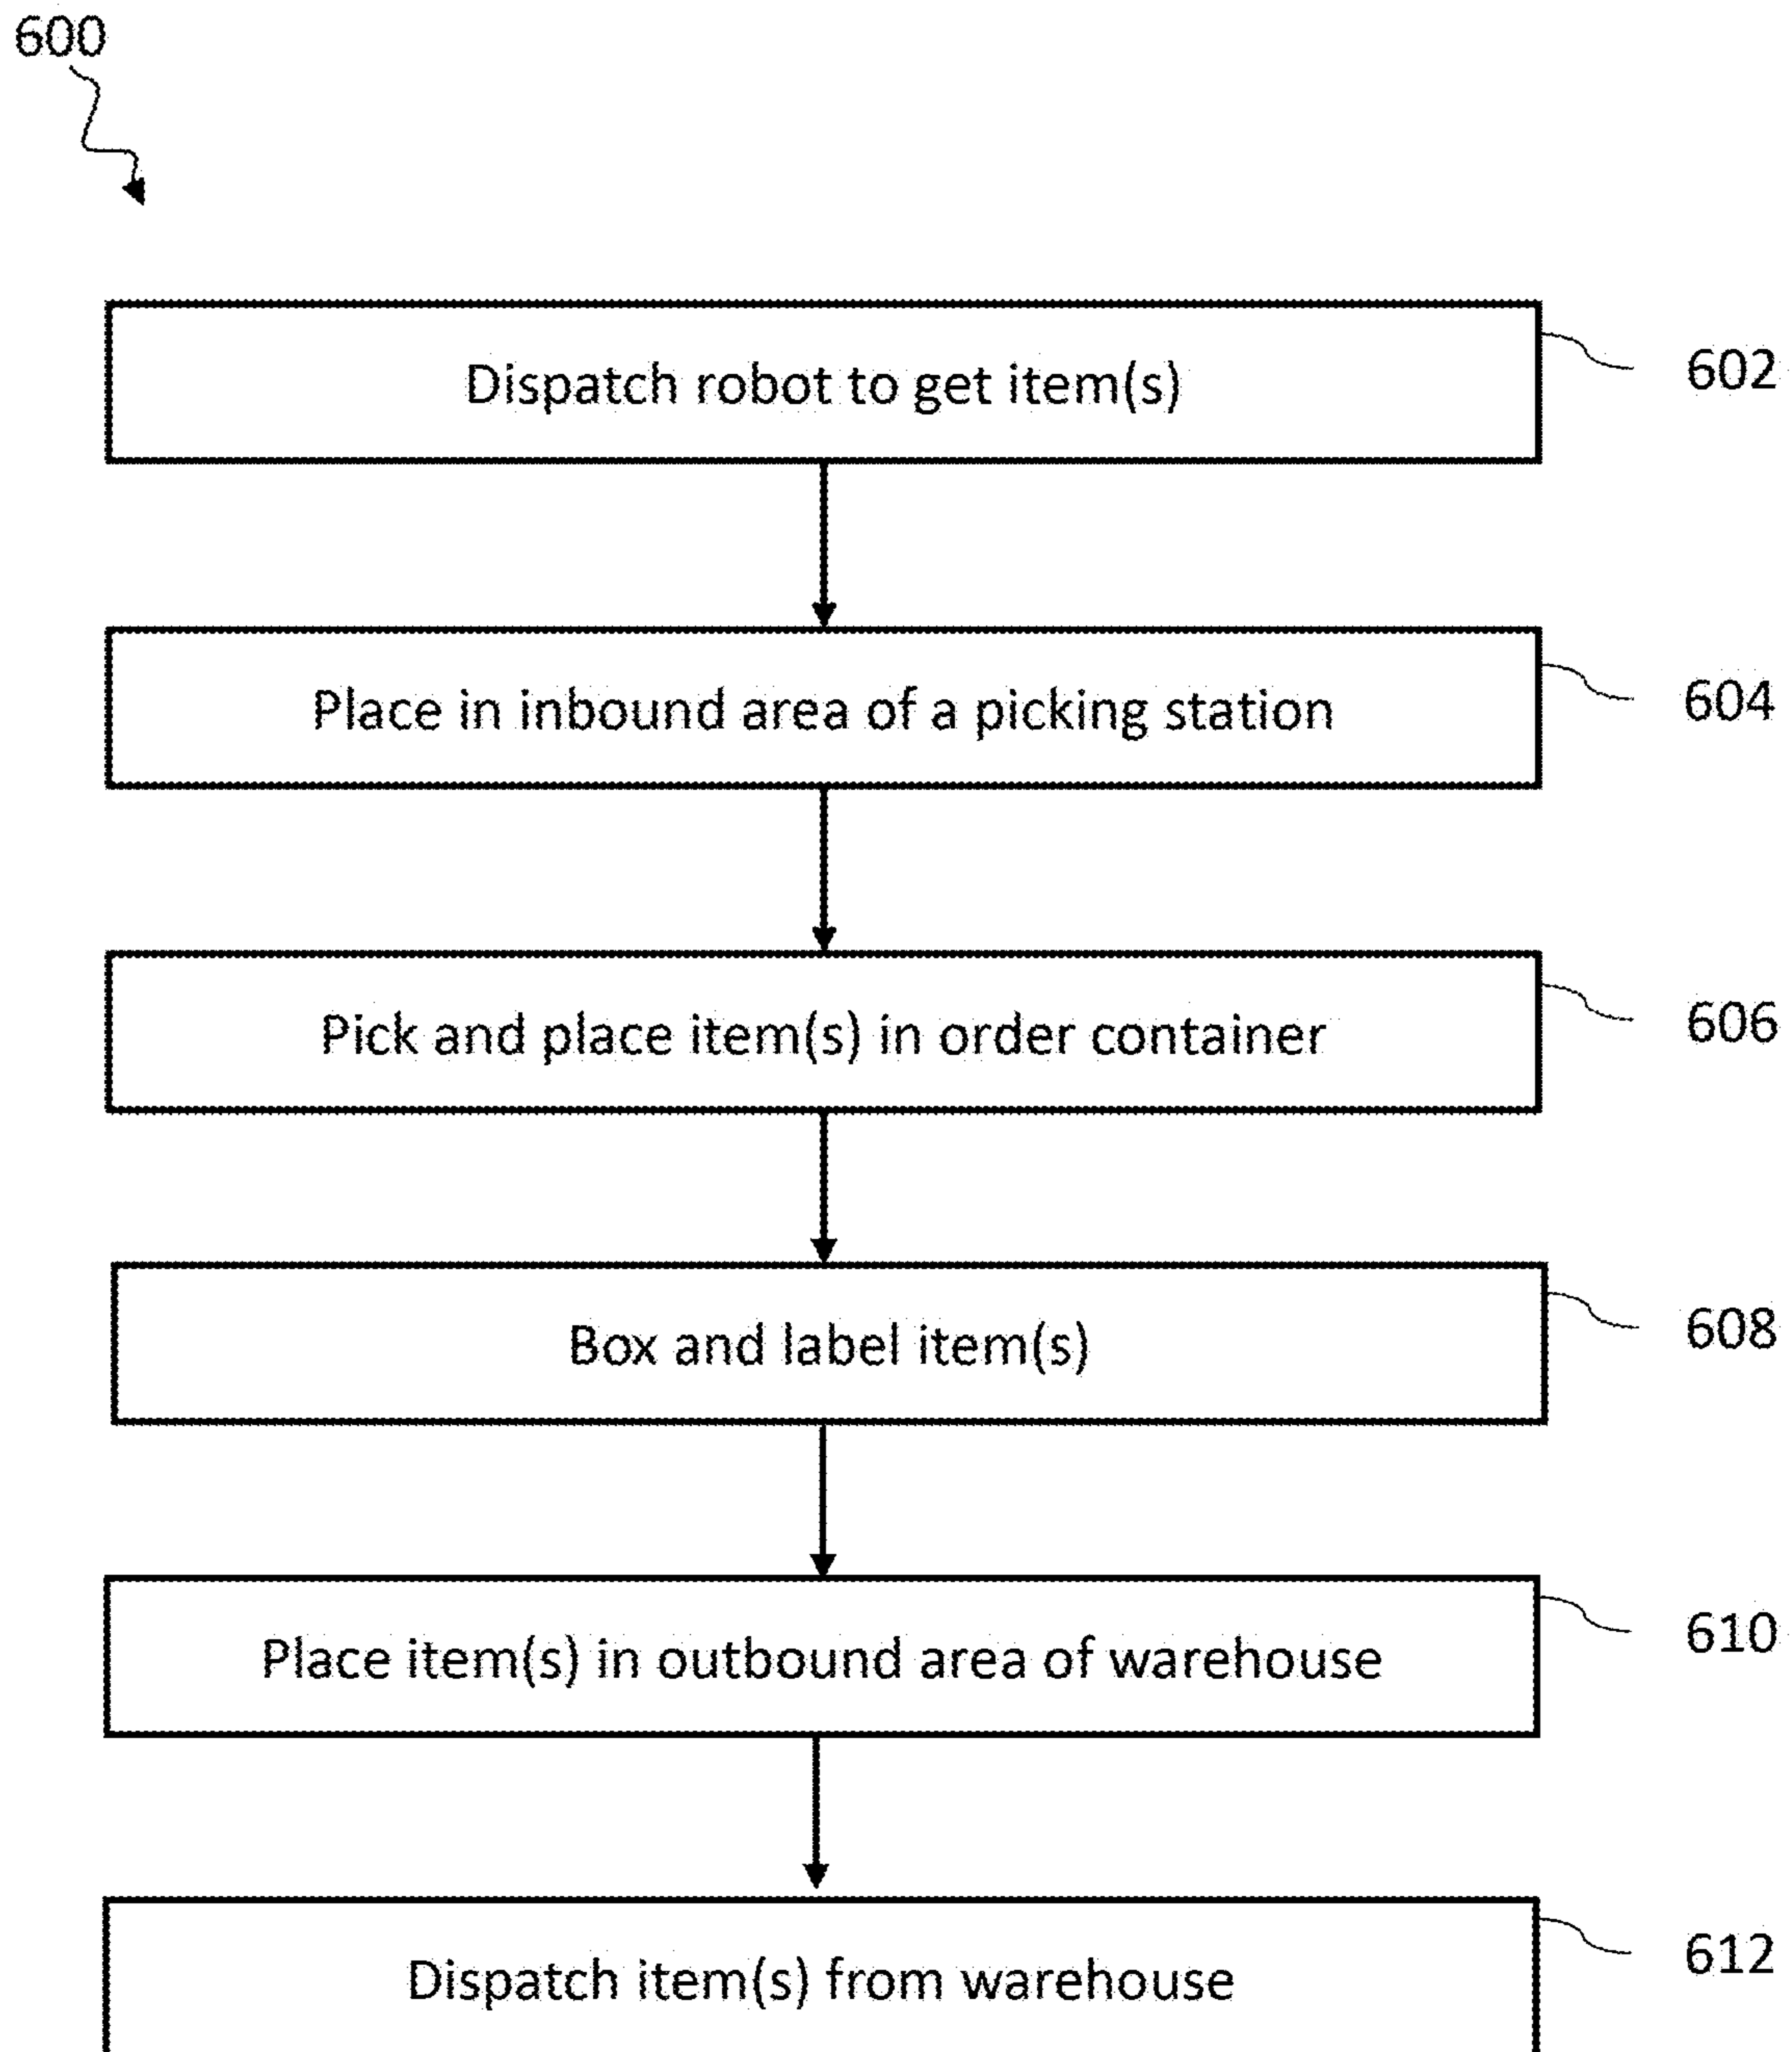 600
Dispatch robot to get item(s)
602
Place in inbound area of a picking station
604
Pick and place item(s) in order container
606
Box and label item(s)
608
Place item(s) in outbound area of warehouse
610
Dispatch item(s) from warehouse
612